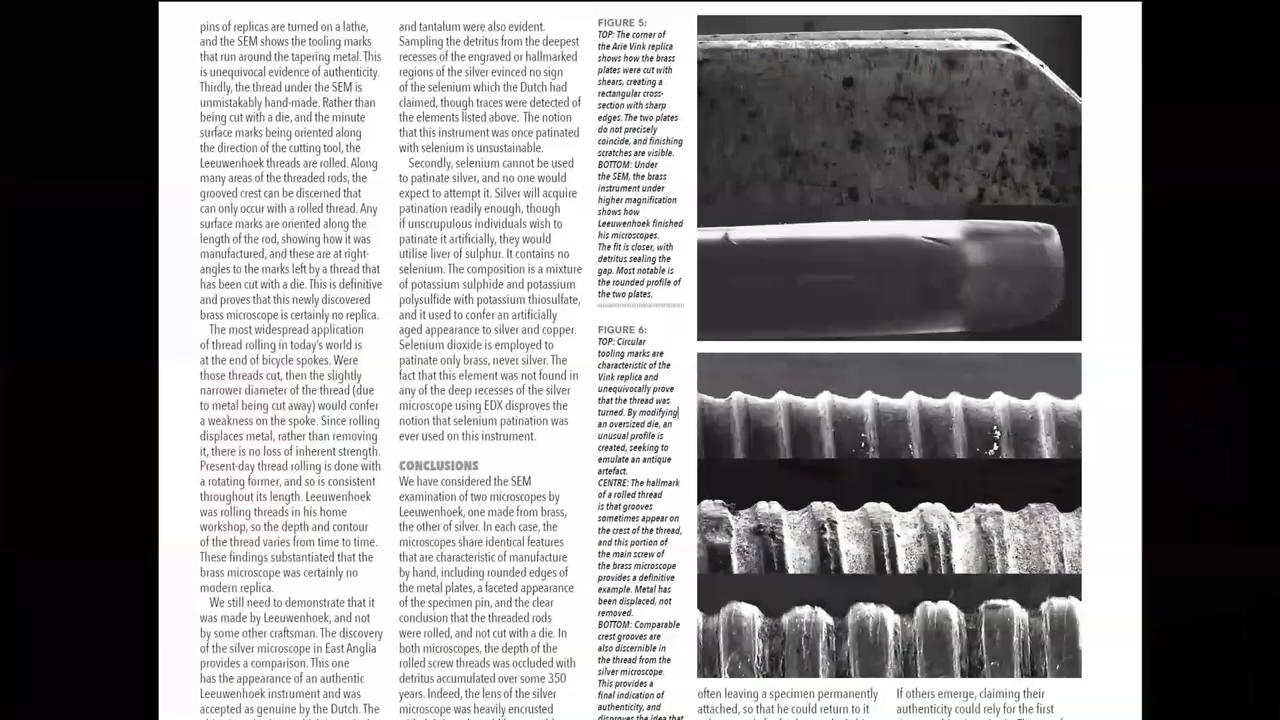 pins of replicas are turned on a lathe,
and the SEM shows the tooling marks
that run around the tapering metal. This
is unequivocal evidence of authenticity.
Thirdly, the thread under the SEM is
unmistakably hand-made. Rather than
being cut with a die, and the minute
surface marks being oriented along
the direction of the cutting tool, the
Leeuwenhoek threads are rolled. Along
many areas of the threaded rods, the
grooved crest can be discerned that
can only occur with a rolled thread. Any
surface marks are oriented along the
length of the rod, showing how it was
manufactured, and these are at right-
angles to the marks left by a thread that
has been cut with a die. This is definitive
and proves that this newly discovered
brass microscope is certainly no replica.
The most widespread application
of thread rolling in today's world is
at the end of bicycle spokes. Were
those threads cut, then the slightly
narrower diameter of the thread (due
to metal being cut away) would confer
a weakness on the spoke. Since rolling
displaces metal, rather than removing
it, there is no loss of inherent strength.
Present-day thread rolling is done with
a rotating former, and so is consistent
throughout its length. Leeuwenhoek
was rolling threads in his home
workshop, so the depth and contour
of the thread varies from time to time.
These findings substantiated that the
brass microscope was certainly no
modern replica.
We still need to demonstrate that it
was made by Leeuwenhoek, and not
by some other craftsman. The discovery
of the silver microscope in East Anglia
provides a comparison. This one
has the appearance of an authentic
Leeuwenhoek instrument and was
accepted as genuine by the Dutch. The
and tantalum were also evident.
Sampling the detritus from the deepest
recesses of the engraved or hallmarked
regions of the silver evinced no sign
of the selenium which the Dutch had
claimed, though traces were detected of
the elements listed above. The notion
that this instrument was once patinated
with selenium is unsustainable.
Secondly, selenium cannot be used
to patinate silver, and no one would
expect to attempt it. Silver will acquire
patination readily enough, though
if unscrupulous individuals wish to
patinate it artificially, they would
utilise liver of sulphur. It contains no
selenium. The composition is a mixture
of potassium sulphide and potassium
polysulfide with potassium thiosulfate,
and it used to confer an artificially
aged appearance to silver and copper.
Selenium dioxide is employed to
patinate only brass, never silver. The
fact that this element was not found in
any of the deep recesses of the silver
microscope using EDX disproves the
notion that selenium patination was
ever used on this instrument.
CONCLUSIONS
We have considered the SEM
examination of two microscopes by
Leeuwenhoek, one made from brass,
the other of silver. In each case, the
microscopes share identical features
that are characteristic of manufacture
by hand, including rounded edges of
the metal plates, a faceted appearance
of the specimen pin, and the clear
conclusion that the threaded rods
were rolled, and not cut with a die. In
both microscopes, the depth of the
rolled screw threads was occluded with
detritus accumulated over some 350
years. Indeed, the lens of the silver
microscope was heavily encrusted
FIGURE 5:
TOP: The corner of
the Arie Vink replica
shows how the brass
plates were cut with
shears, creating a
rectangular cross-
section with sharp
edges. The two plates
do not precisely
coincide, and finishing
scratches are visible.
BOTTOM: Under
the SEM, the brass
instrument under
higher magnification
shows how
Leeuwenhoek finished
his microscopes.
The fit is closer, with
detritus sealing the
gap. Most notable is
the rounded profile of
the two plates.
FIGURE 6:
TOP: Circular
tooling marks are
characteristic of the
Vink replica and
unequivocally prove
that the thread was
turned. By modifying
an oversized die, an
unusual profile is
created, seeking to
emulate an antique
artefact.
CENTRE: The hallmark
of a rolled thread
is that grooves
sometimes appear on
the crest of the thread,
and this portion of
the main screw of
the brass microscope
provides a definitive
example. Metal has
been displaced, not
removed.
BOTTOM: Comparable
crest grooves are
also discernible in
the thread from the
silver microscope.
This provides a
final indication of
authenticity, and
disproves the idea that
often leaving a specimen permanently
attached, so that he could return to it
If others emerge, claiming their
authenticity could rely for the first